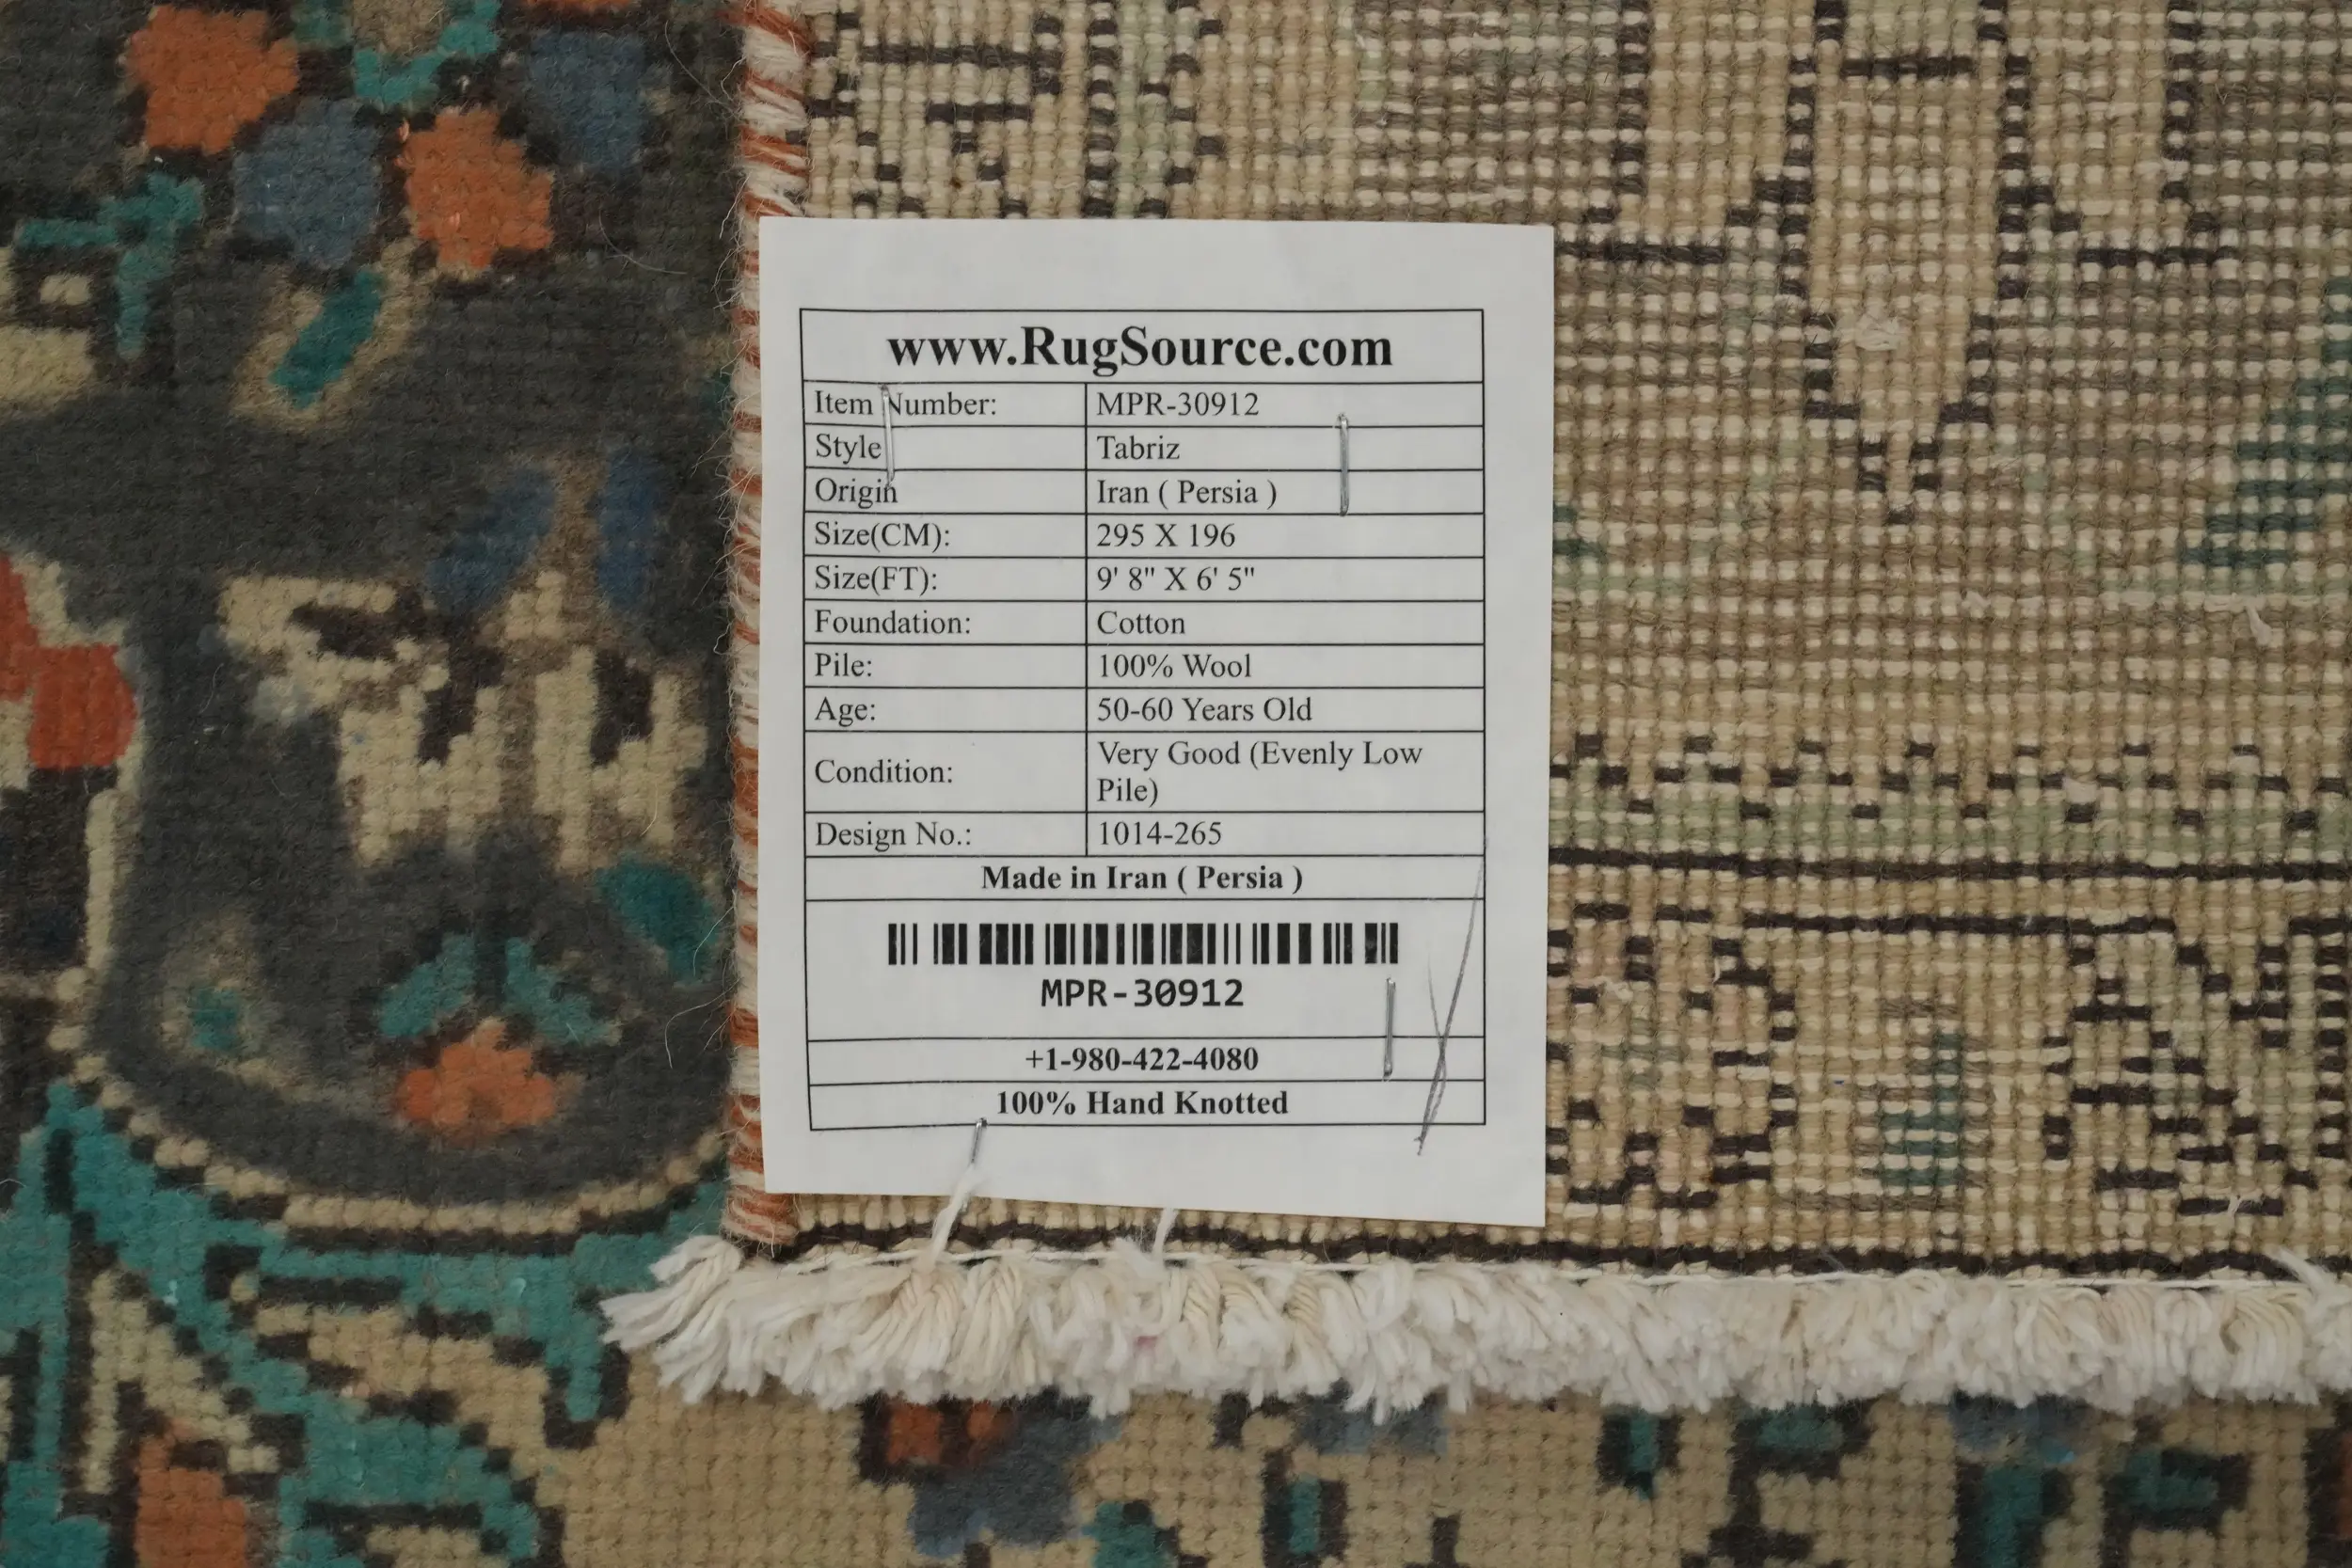 www.RugSource.com
Item Number: MPR-30912
Style Tabriz
Origin Iran ( Persia )
Size(CM): 295 X 196
Size(FT): 9' 8" X 6' 5"
Foundation: Cotton
Pile: 100% Wool
Age: 50-60 Years Old
Condition: Very Good (Evenly Low
Pile)
Design No.: 1014-265
Made in Iran ( Persia )
MPR-30912
+1-980-422-4080
100% Hand Knotted